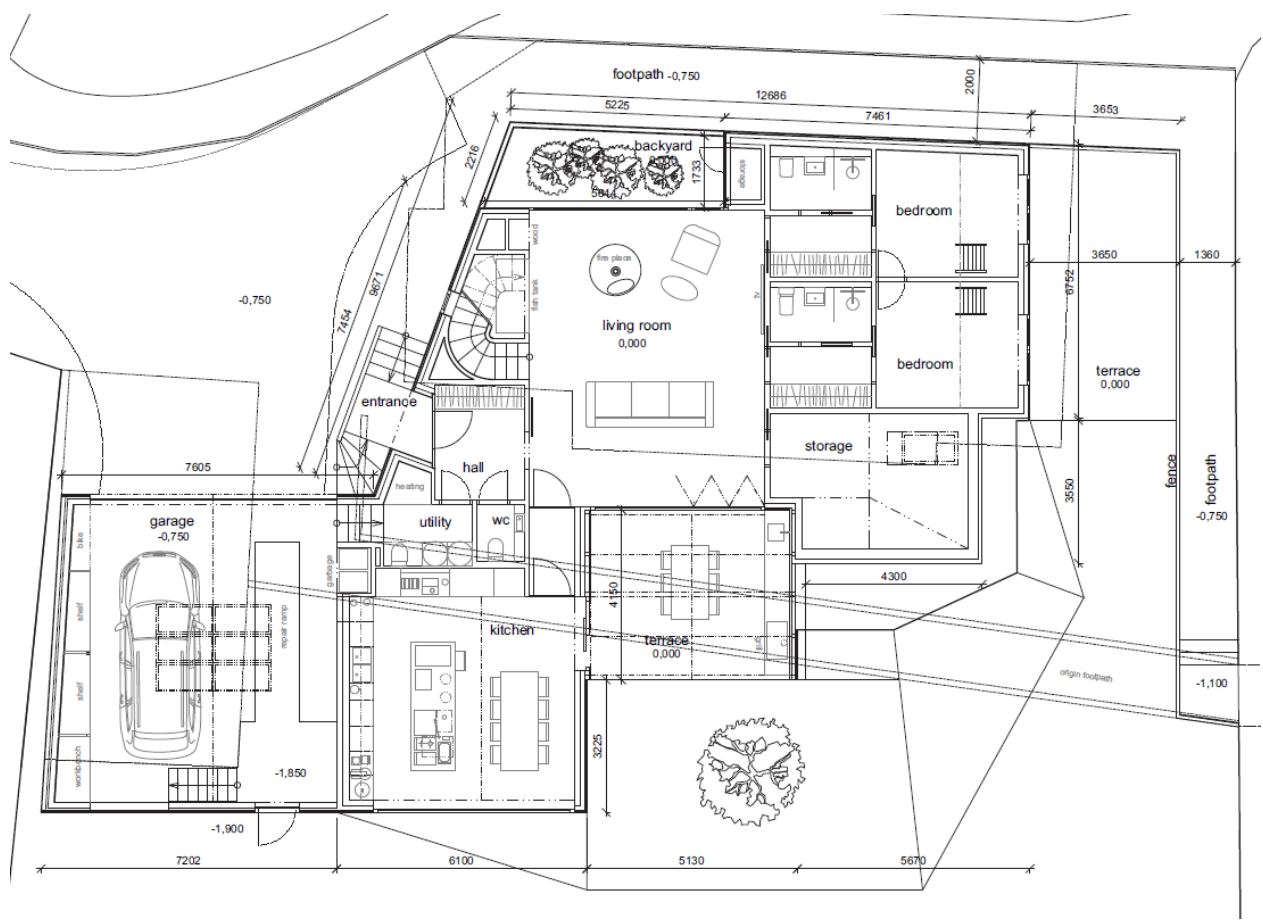 footpath -0,750
2000
12686
5225
7461
3653
2216
backyard
1733
storage
bedroom
wood
fire place
9671
-0,750
7454
fish tank
tv
living room
0,000
3650
1360
6752
bedroom
terrace
0,000
entrance
storage
7605
hall
heating
3550
fence
footpath
-0,750
garage
-0,750
utility
wc
bike
garbage
4300
shelf
repair ramp
kitchen
4150
terrace
0,000
grill
origin footpath
-1,100
shelf
workbench
-1,850
3225
-1,900
7202
6100
5130
5670